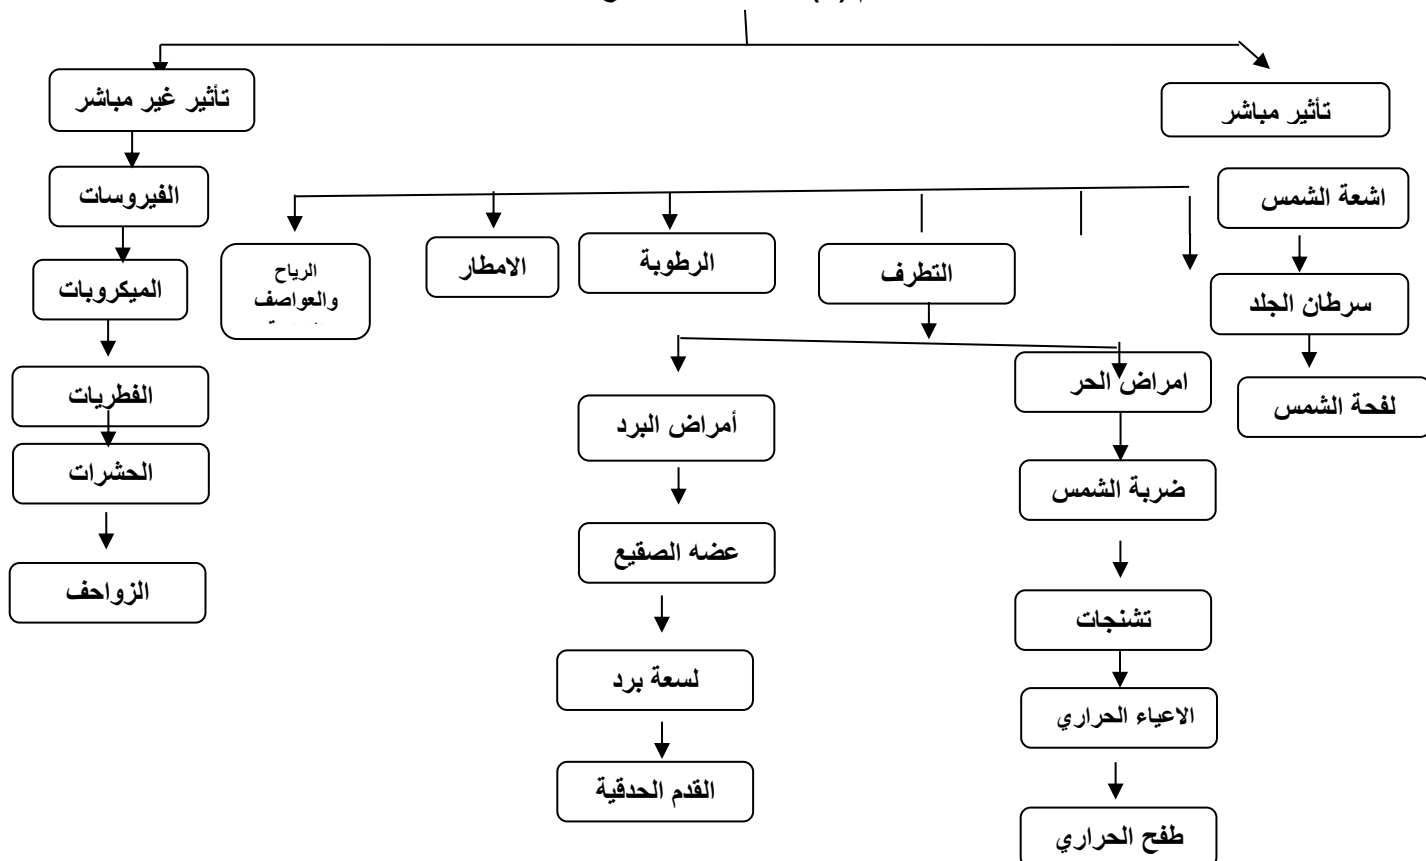 تأثير مباشر
تأثير غير مباشر
اشعة الشمس
سرطان الجلد
لفحة الشمس
التطرف
الرطوبة
الامطار
الرياح
والعواصف
امراض الحر
ضربة الشمس
تشنجات
الاعياء الحراري
طفح الحراري
أمراض البرد
عضه الصقيع
لسعة برد
القدم الحدقية
الفيروسات
الميكروبات
الفطريات
الحشرات
الزواحف